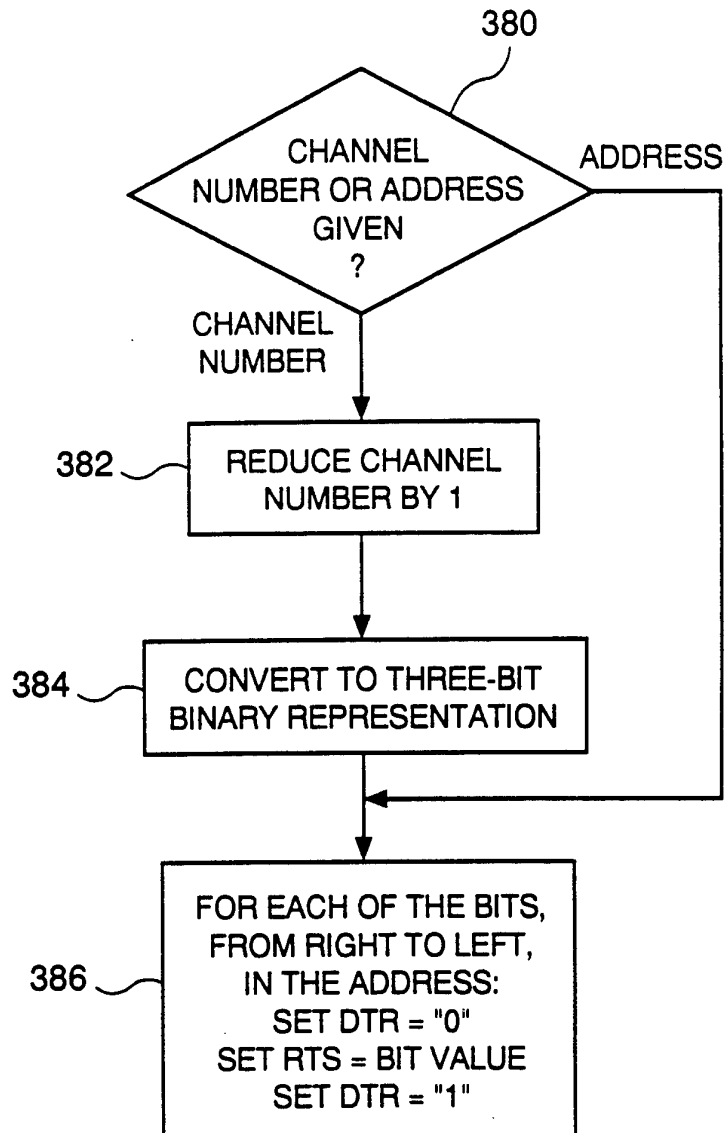 380
CHANNEL
NUMBER OR ADDRESS
GIVEN
?
ADDRESS
CHANNEL
NUMBER
382
REDUCE CHANNEL
NUMBER BY 1
384
CONVERT TO THREE-BIT
BINARY REPRESENTATION
386
FOR EACH OF THE BITS,
FROM RIGHT TO LEFT,
IN THE ADDRESS:
SET DTR = "0"
SET RTS = BIT VALUE
SET DTR = "1"